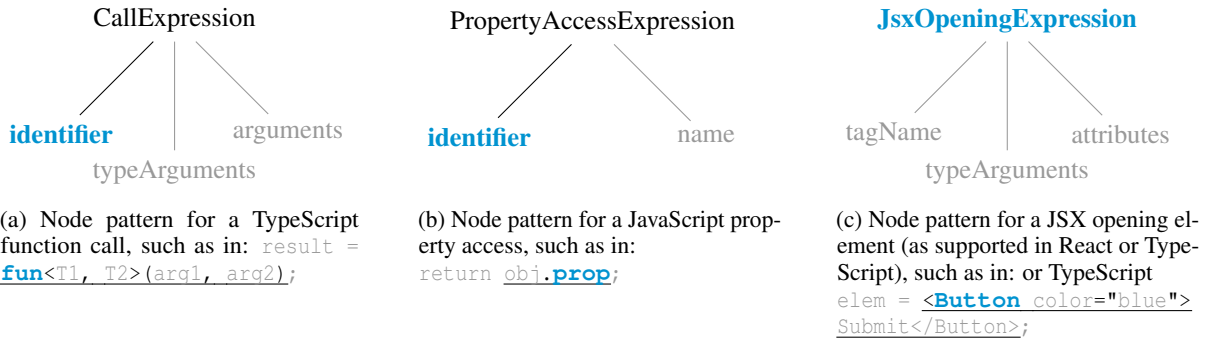 CallExpression
identifier
arguments
typeArguments
(a) Node pattern for a TypeScript
function call, such as in: result =
fun<T1, T2>(arg1, arg2);
PropertyAccessExpression
identifier
name
(b) Node pattern for a JavaScript prop-
erty access, such as in:
return obj.prop;
JsxOpeningExpression
tagName
attributes
typeArguments
(c) Node pattern for a JSX opening el-
ement (as supported in React or Type-
Script), such as in: or TypeScript
elem = <Button color="blue">
Submit</Button>;